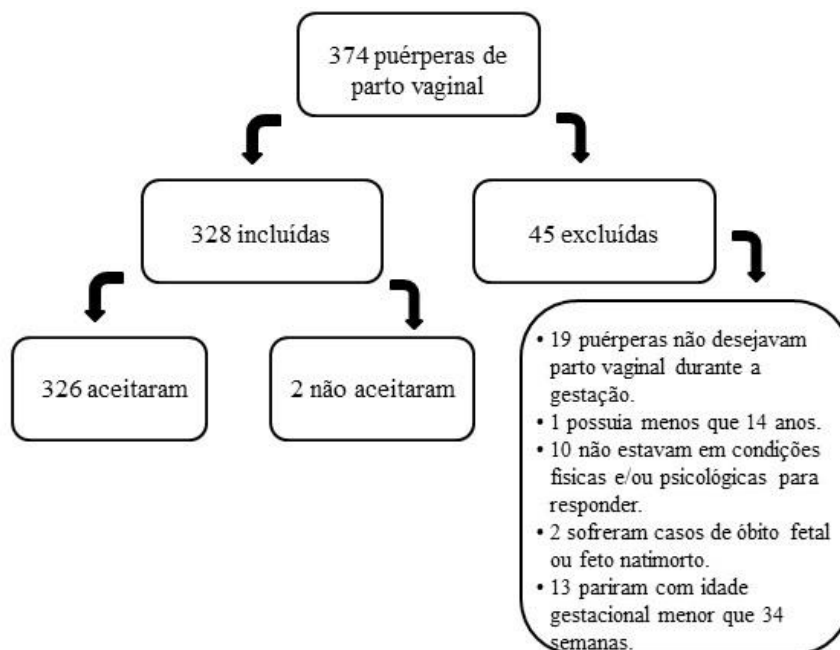 374 puérperas de
parto vaginal
328 incluídas
45 excluídas
326 aceitaram
2 não aceitaram
• 19 puérperas não desejavam
parto vaginal durante a
gestação.
• 1 possuia menos que 14 anos.
• 10 não estavam em condições
fisicas e/ou psicológicas para
responder.
• 2 sofreram casos de óbito fetal
ou feto natimorto.
• 13 pariram com idade
gestacional menor que 34
semanas.